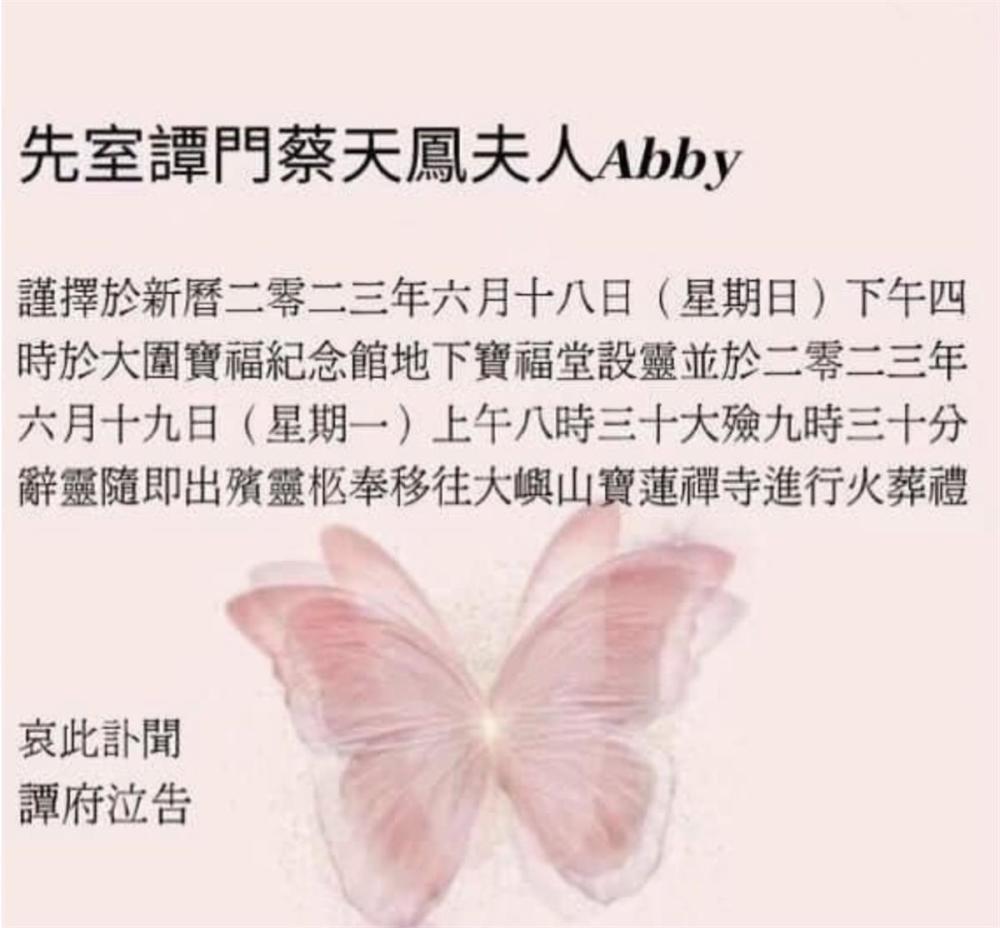 先室譚門蔡天鳳夫人Abby
謹擇於新曆二零二三年六月十八日（星期日）下午四
時於大圍寶福紀念館地下寶福堂設靈並於二零二三年
六月十九日（星期一）上午八時三十大殮九時三十分
辭靈隨即出殯靈柩奉移往大嶼山寶蓮禪寺進行火葬禮
哀此訃聞
譚府泣告